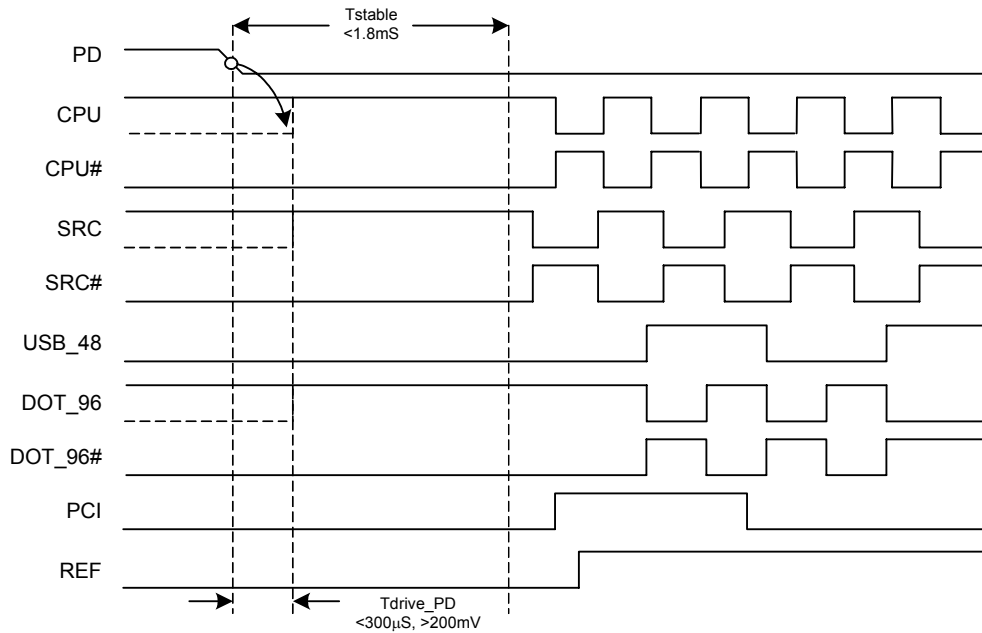 Tstable
<1.8mS
PD
CPU
CPU#
SRC
SRC#
USB_48
DOT_96
DOT_96#
PCI
REF
Tdrive_PD
<300μS, >200mV